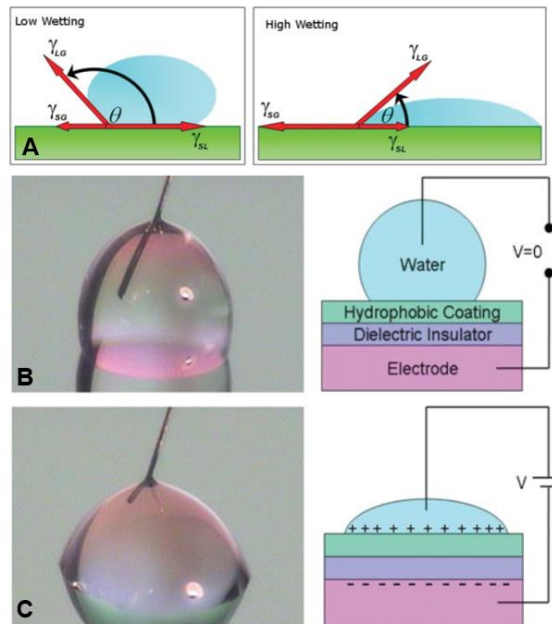 Low Wetting
High Wetting
γLG
γSG
θ
γSL
A
γLG
γSG
θ
γSL
B
Water
V=0
Hydrophobic Coating
Dielectric Insulator
Electrode
C
V
+ + + + + + + + + + +
- - - - - - - - - -